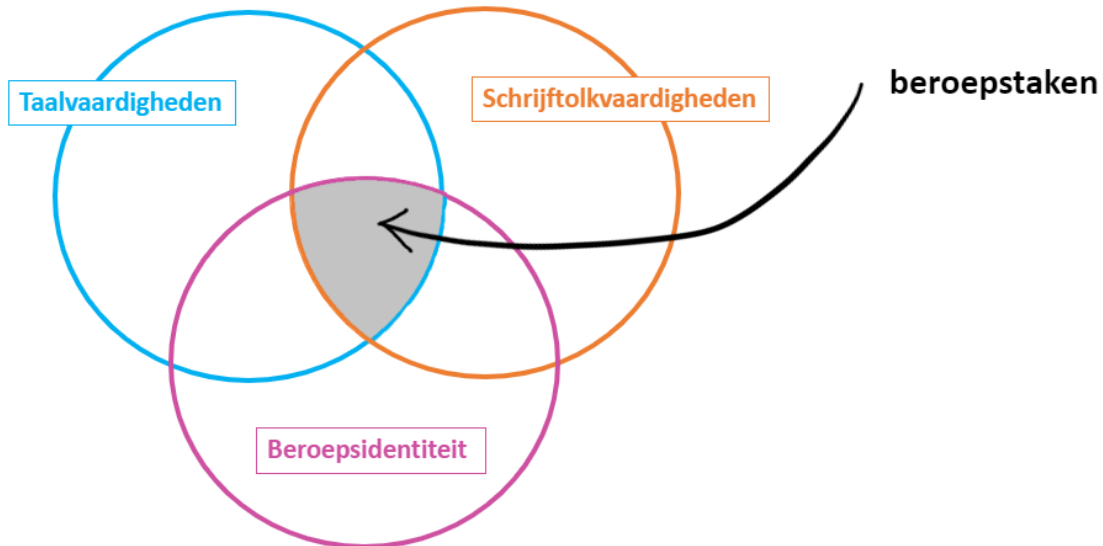 Taalvaardigheden
Schrijftolkvaardigheden
beroepstaken
Beroepsidentiteit